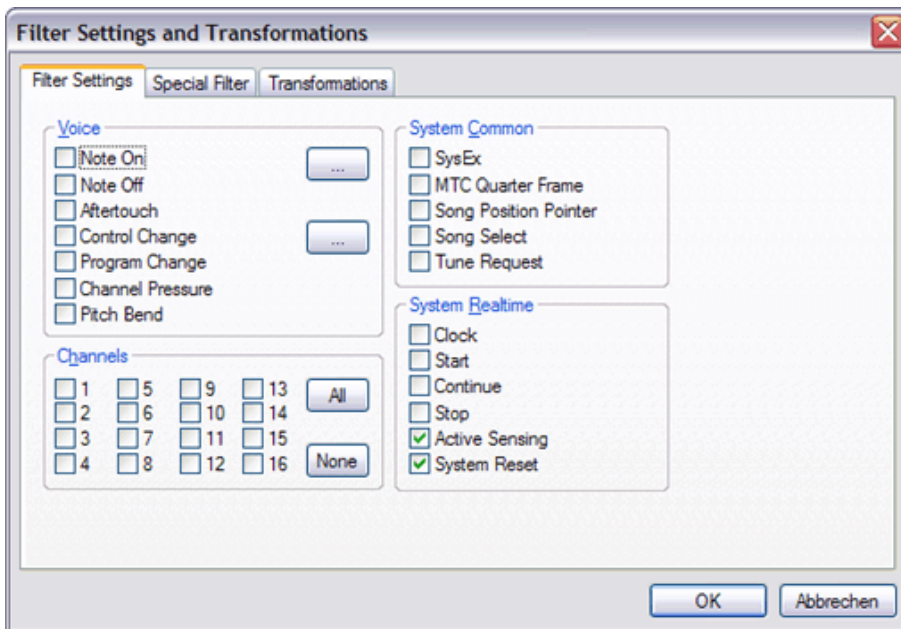 Filter Settings and Transformations
Filter Settings
Special Filter
Transformations
Voice
Note On
...
Note Off
Aftertouch
Control Change
...
Program Change
Channel Pressure
Pitch Bend
Channels
1 5 9 13
All
2 6 10 14
3 7 11 15
4 8 12 16
None
System Common
SysEx
MTC Quarter Frame
Song Position Pointer
Song Select
Tune Request
System Realtime
Clock
Start
Continue
Stop
Active Sensing
System Reset
OK
Abbrechen